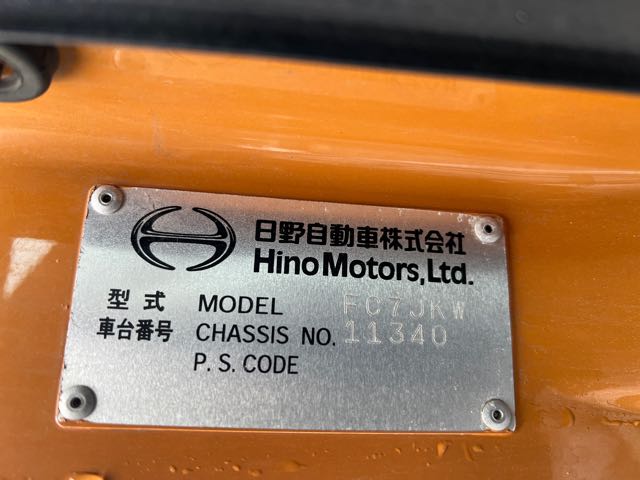 日野自動車株式会社
Hino Motors, Ltd.
型式 MODEL FC7JKW
車台番号 CHASSIS NO. 11340
P. S. CODE